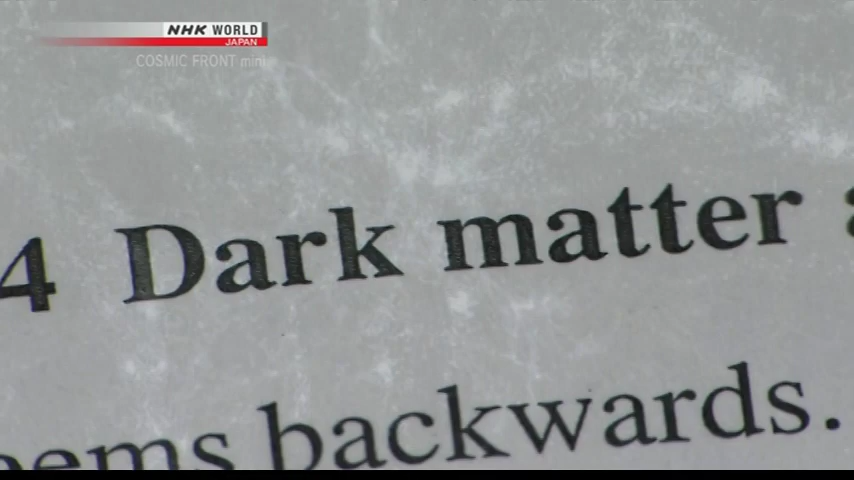 NHK WORLD
JAPAN
COSMIC FRONT mini
4 Dark matter
backwards.